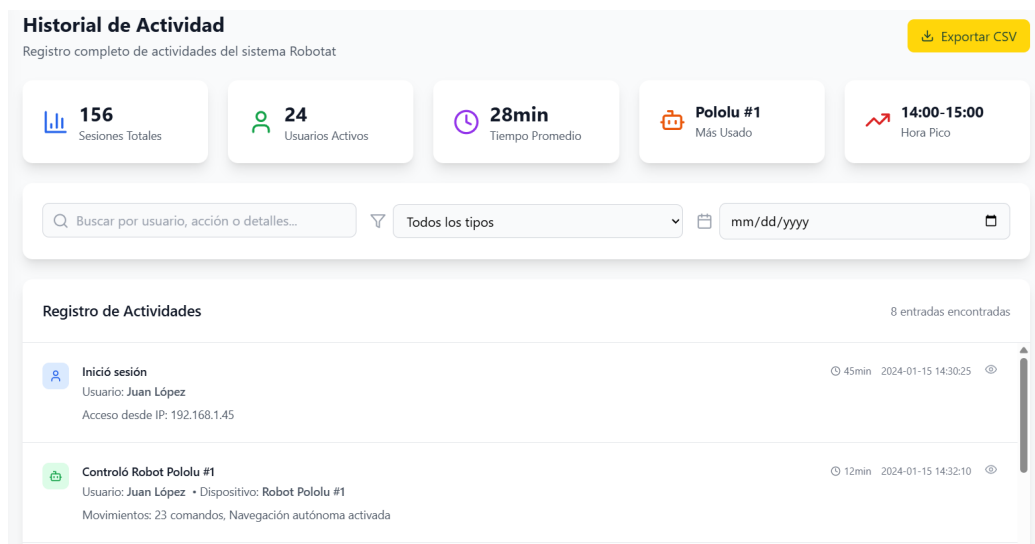 Historial de Actividad
Registro completo de actividades del sistema Robotat
Exportar CSV
156
Sesiones Totales
24
Usuarios Activos
28min
Tiempo Promedio
Pololu #1
Más Usado
14:00-15:00
Hora Pico
Buscar por usuario, acción o detalles...
Todos los tipos
mm/dd/yyyy
Registro de Actividades
8 entradas encontradas
Inició sesión
45min 2024-01-15 14:30:25
Usuario: Juan López
Acceso desde IP: 192.168.1.45
Controló Robot Pololu #1
12min 2024-01-15 14:32:10
Usuario: Juan López • Dispositivo: Robot Pololu #1
Movimientos: 23 comandos, Navegación autónoma activada